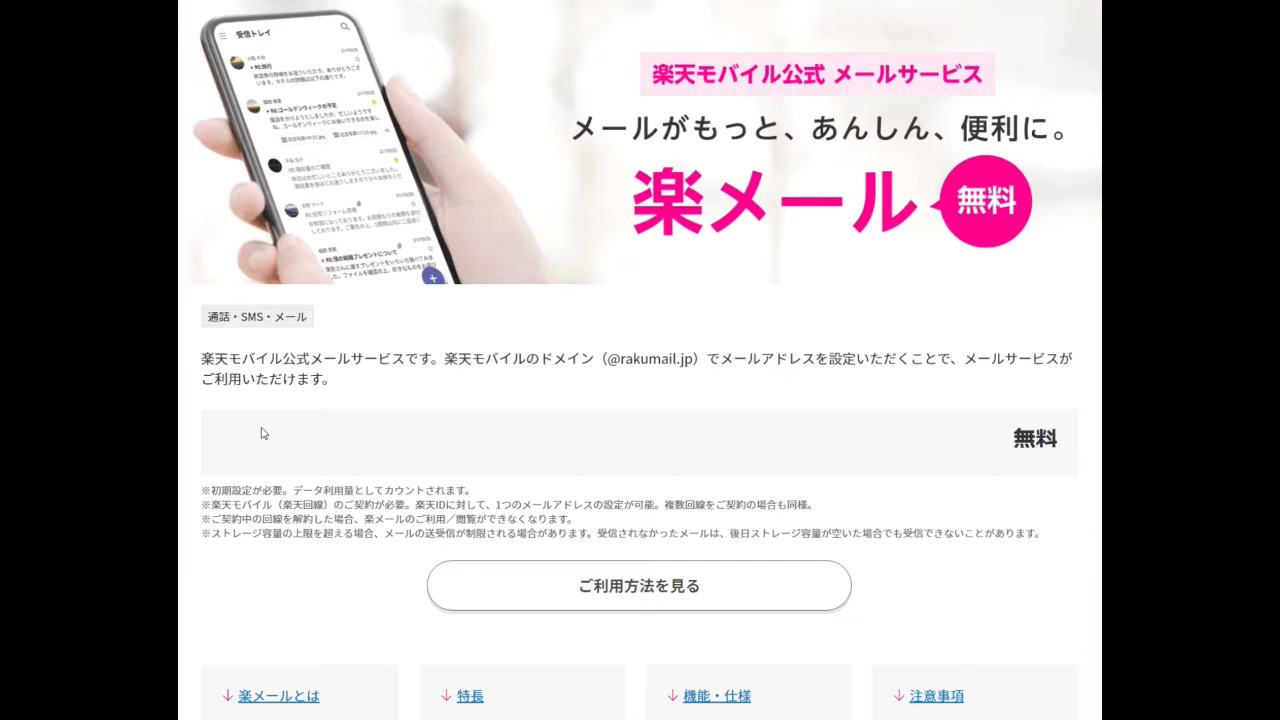 受信トレイ
楽天モバイル公式 メールサービス
メールがもっと、あんしん、便利に。
楽メール
無料
通話・SMS・メール
楽天モバイル公式メールサービスです。楽天モバイルのドメイン（@rakumail.jp）でメールアドレスを設定いただくことで、メールサービスが
ご利用いただけます。
無料
※初期設定が必要。データ利用量としてカウントされます。
※楽天モバイル（楽天回線）のご契約が必要。楽天IDに対して、1つのメールアドレスの設定が可能。複数回線をご契約の場合も同様。
※ご契約中の回線を解約した場合、楽メールのご利用／閲覧ができなくなります。
※ストレージ容量の上限を超える場合、メールの送受信が制限される場合があります。受信されなかったメールは、後日ストレージ容量が空いた場合でも受信できないことがあります。
ご利用方法を見る
↓ 楽メールとは
↓ 特長
↓ 機能・仕様
↓ 注意事項